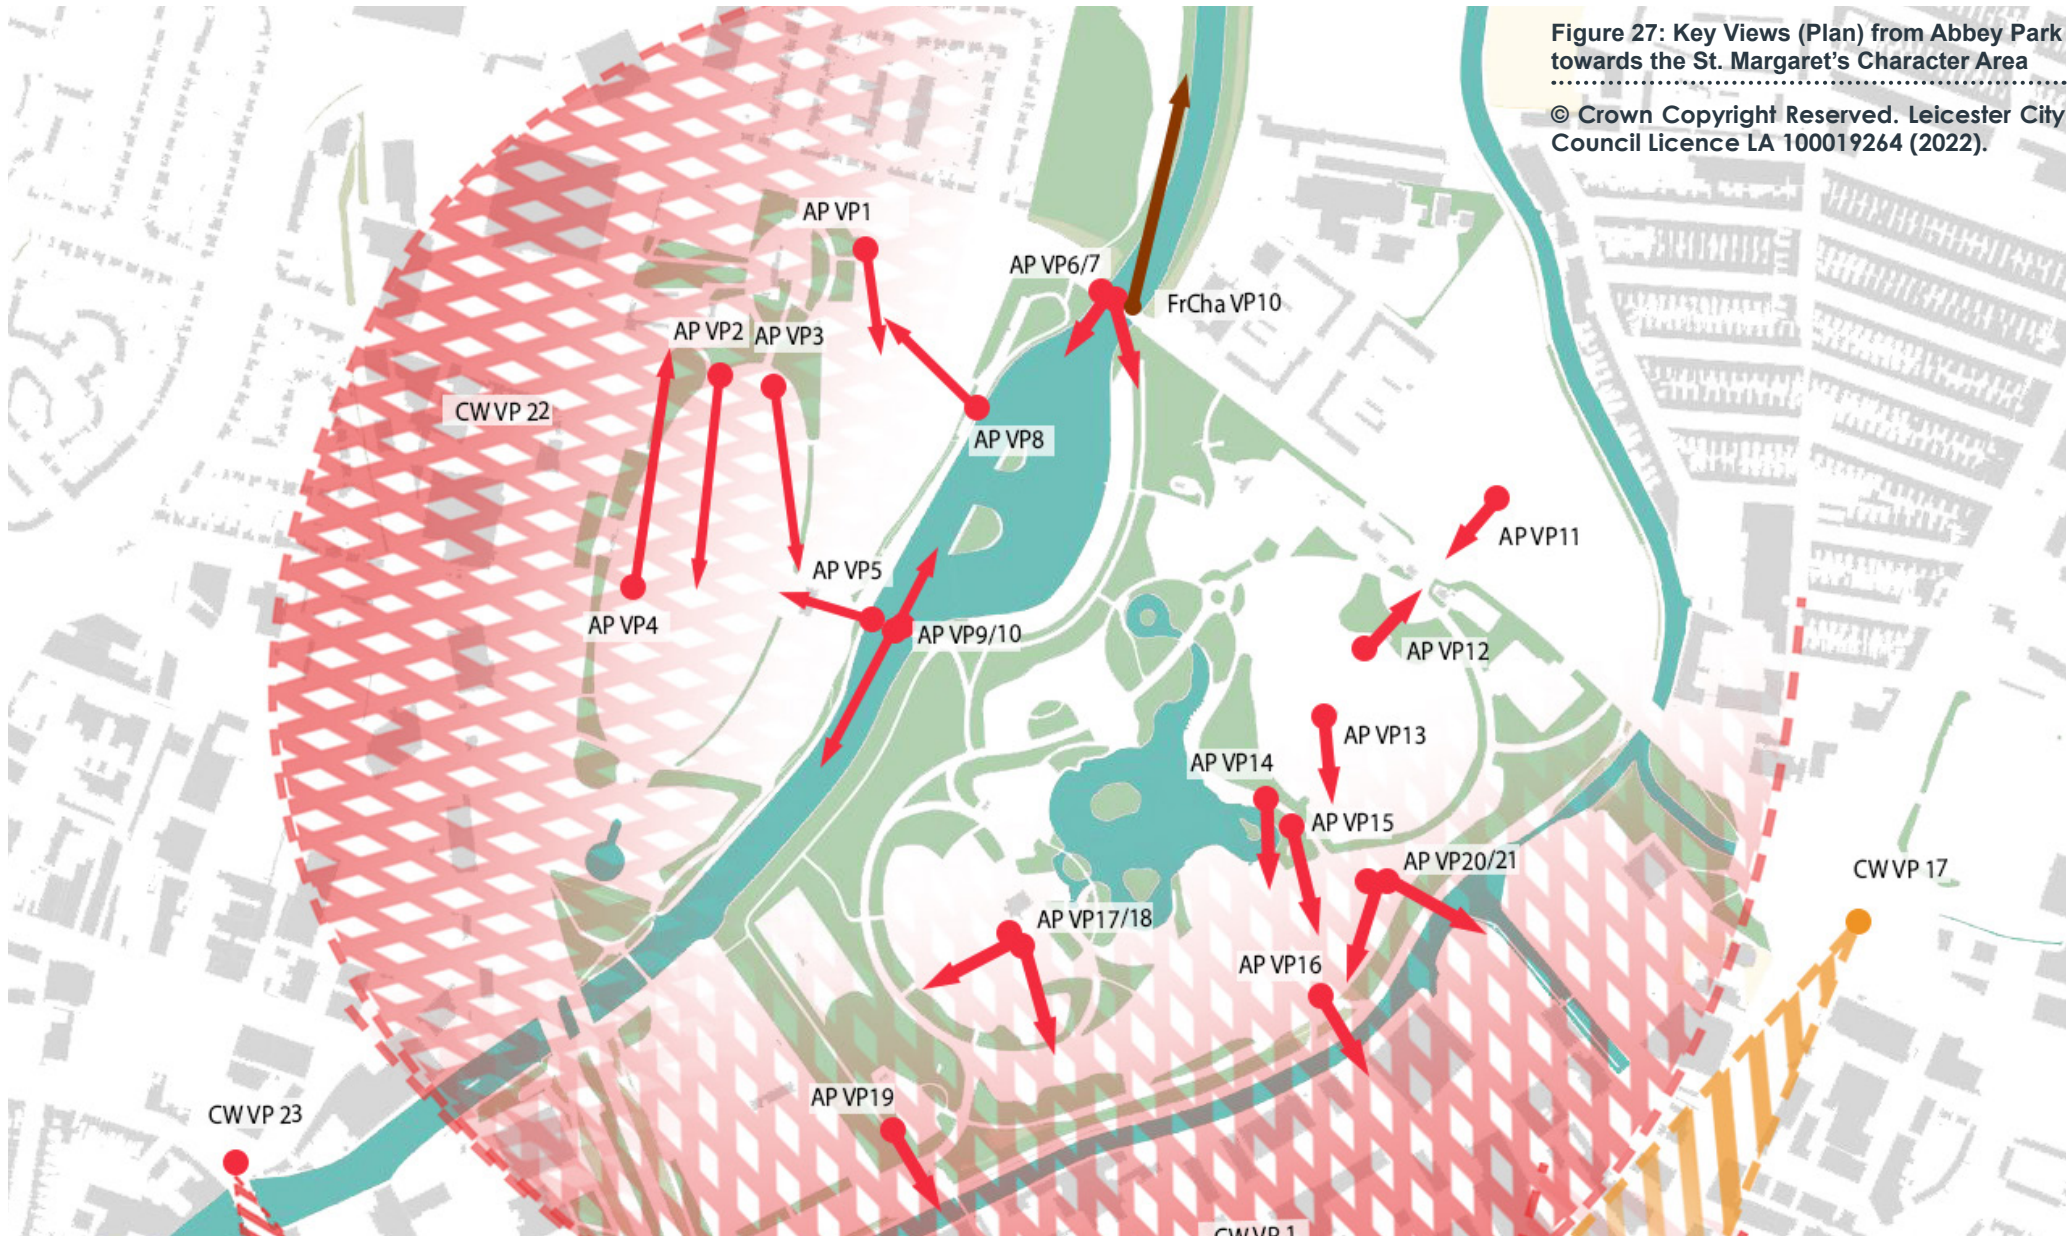 Figure 27: Key Views (Plan) from Abbey Park
towards the St. Margaret's Character Area
© Crown Copyright Reserved. Leicester City
Council Licence LA 100019264 (2022).
AP VP1
AP VP6/7
FrCha VP10
AP VP2
AP VP3
CW VP 22
AP VP8
AP VP11
AP VP5
AP VP4
AP VP9/10
AP VP12
AP VP13
AP VP14
AP VP15
AP VP20/21
CW VP 17
AP VP17/18
AP VP16
AP VP19
CW VP 23
CW VP 1